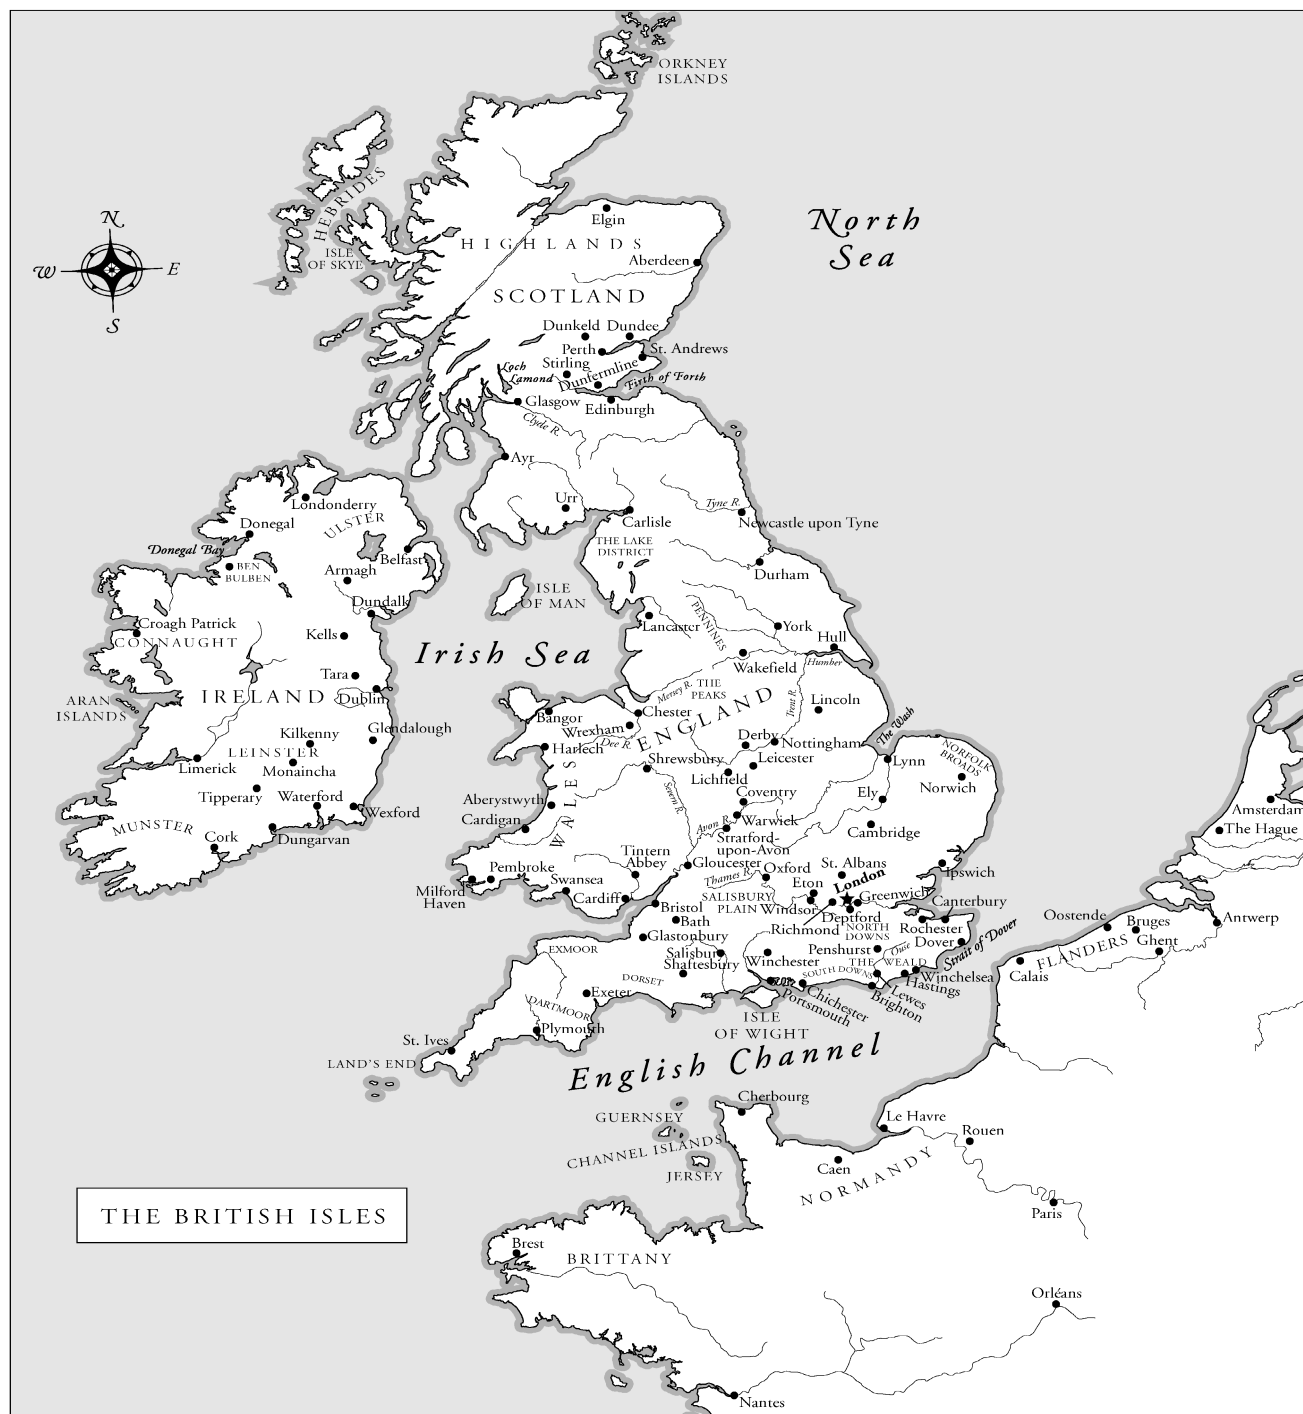 ORKNEY
ISLANDS
HEBRIDES
N
W
E
S
North
Sea
Elgin
ISLE
OF SKYE
HIGHLANDS
Aberdeen
SCOTLAND
Dunkeld
Dundee
Perth
St. Andrews
Stirling
Loch
Lamond
Dunfermline
Firth of Forth
Glasgow
Edinburgh
Clyde R.
Ayr
Urr
Carlisle
Tyne R.
Newcastle upon Tyne
THE LAKE
DISTRICT
Durham
Londonderry
Donegal
ULSTER
Donegal Bay
BEN
BULBEN
Belfast
Armagh
Dundalk
ISLE
OF MAN
Croagh Patrick
CONNAUGHT
Kells
Irish Sea
Lancaster
PENNINES
York
Hull
Humber
Wakefield
Tara
ARAN
ISLANDS
IRELAND
Dublin
Mersey R.
THE
PEAKS
ENGLAND
Trent R.
Lincoln
Glendalough
Kilkenny
LEINSTER
Limerick
Monaincha
Tipperary
Waterford
Wexford
MUNSTER
Cork
Dungarvan
Bangor
Chester
Wrexham
Dee R.
Harlech
Derby
Nottingham
The Wash
Shrewsbury
Leicester
Lichfield
Lynn
NORFOLK
BROADS
Norwich
WALES
Severn R.
Coventry
Ely
Aberystwyth
Cardigan
Avon R.
Warwick
Stratford-
upon-Avon
Cambridge
Tintern
Abbey
Gloucester
Pembroke
Milford
Haven
Swansea
Cardiff
Thames R.
Oxford
St. Albans
Ipswich
Eton
London
SALISBURY
PLAIN
Windsor
Greenwich
Canterbury
Bristol
Deptford
Bath
Richmond
NORTH
DOWNS
Rochester
Glastonbury
Dover
Strait of Dover
EXMOOR
Salisbury
Winchester
Penshurst
Ouse
Shaftesbury
THE WEALD
SOUTH DOWNS
Winchelsea
Hastings
DORSET
Lewes
Brighton
Chichester
Portsmouth
Exeter
DARTMOOR
Plymouth
ISLE
OF WIGHT
St. Ives
LAND'S END
English Channel
Amsterdam
The Hague
Oostende
Bruges
Antwerp
Ghent
FLANDERS
Calais
GUERNSEY
CHANNEL ISLANDS
JERSEY
Cherbourg
Le Havre
Rouen
Caen
NORMANDY
Paris
THE BRITISH ISLES
Brest
BRITTANY
Orléans
Nantes